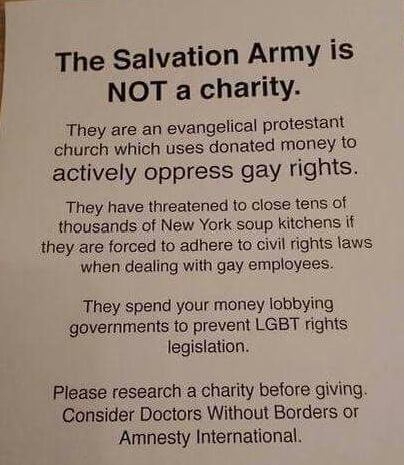 The Salvation Army is
NOT a charity.
They are an evangelical protestant
church which uses donated money to
actively oppress gay rights.
They have threatened to close tens of
thousands of New York soup kitchens if
they are forced to adhere to civil rights laws
when dealing with gay employees.
They spend your money lobbying
governments to prevent LGBT rights
legislation.
Please research a charity before giving.
Consider Doctors Without Borders or
Amnesty International.